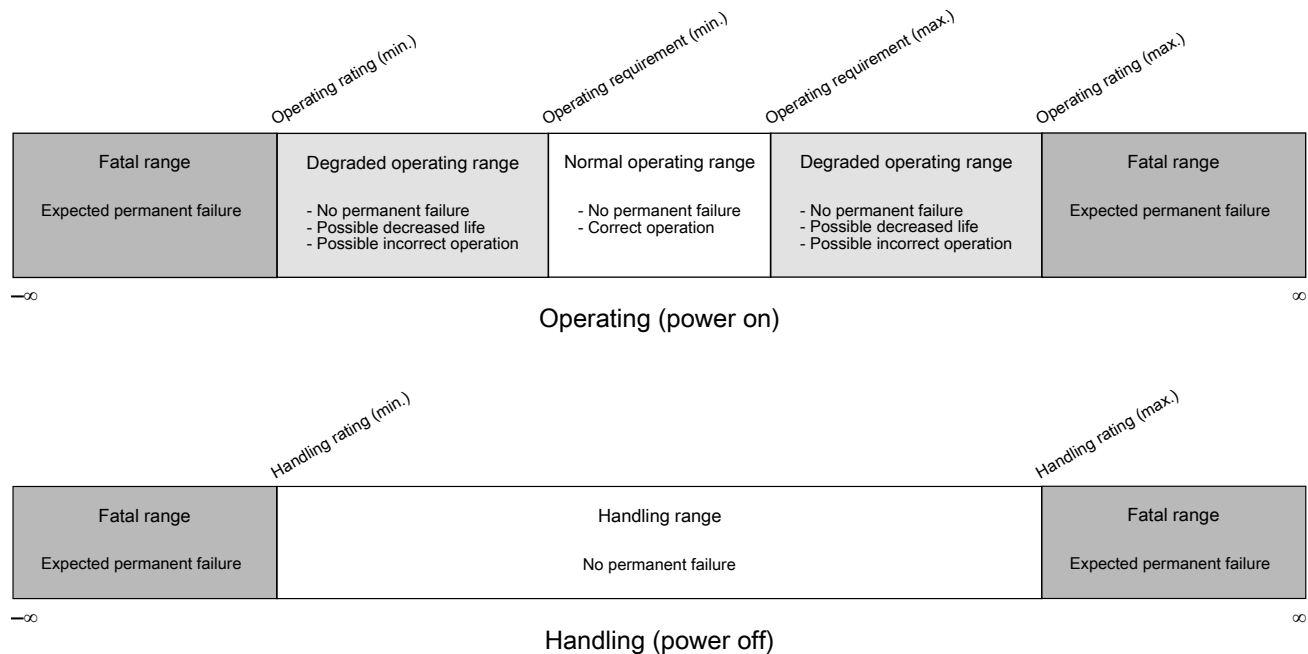 Operating rating (min.)
Operating requirement (min.)
Operating requirement (max.)
Operating rating (max.)
Fatal range
Expected permanent failure
Degraded operating range
- No permanent failure
- Possible decreased life
- Possible incorrect operation
Normal operating range
- No permanent failure
- Correct operation
Degraded operating range
- No permanent failure
- Possible decreased life
- Possible incorrect operation
Fatal range
Expected permanent failure
–∞
∞
Operating (power on)
Handling rating (min.)
Handling rating (max.)
Fatal range
Expected permanent failure
Handling range
No permanent failure
Fatal range
Expected permanent failure
–∞
∞
Handling (power off)